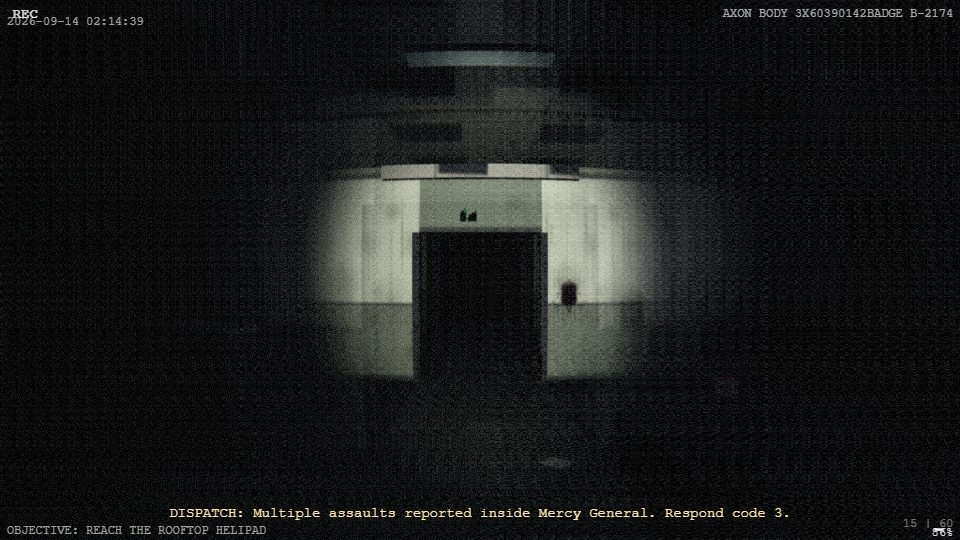 REC
2026-09-14 02:14:39
AXON BODY 3X60390142BADGE B-2174
DISPATCH: Multiple assaults reported inside Mercy General. Respond code 3.
OBJECTIVE: REACH THE ROOFTOP HELIPAD
15 | 60
86%